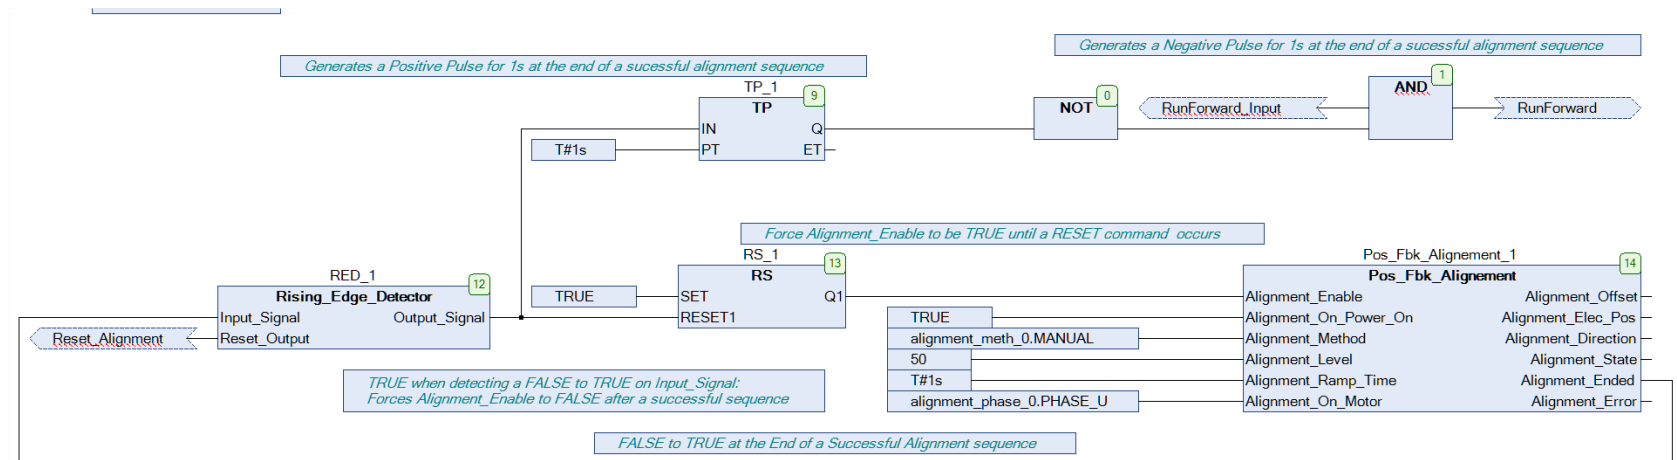 Generates a Negative Pulse for 1s at the end of a sucessful alignment sequence
Generates a Positive Pulse for 1s at the end of a sucessful alignment sequence
TP_1
9
TP
IN
Q
PT
ET
T#1s
0
NOT
RunForward_Input
1
AND
RunForward
Force Alignment_Enable to be TRUE until a RESET command occurs
RS_1
13
RS
TRUE
SET
Q1
RESET1
RED_1
12
Rising_Edge_Detector
Input_Signal
Output_Signal
Reset_Alignment
Reset_Output
TRUE when detecting a FALSE to TRUE on Input_Signal:
Forces Alignment_Enable to FALSE after a successful sequence
Pos_Fbk_Alignement_1
14
Pos_Fbk_Alignement
Alignment_Enable
Alignment_Offset
TRUE
Alignment_On_Power_On
Alignment_Elec_Pos
alignment_meth_0.MANUAL
Alignment_Method
Alignment_Direction
50
Alignment_Level
Alignment_State
T#1s
Alignment_Ramp_Time
Alignment_Ended
alignment_phase_0.PHASE_U
Alignment_On_Motor
Alignment_Error
FALSE to TRUE at the End of a Successful Alignment sequence